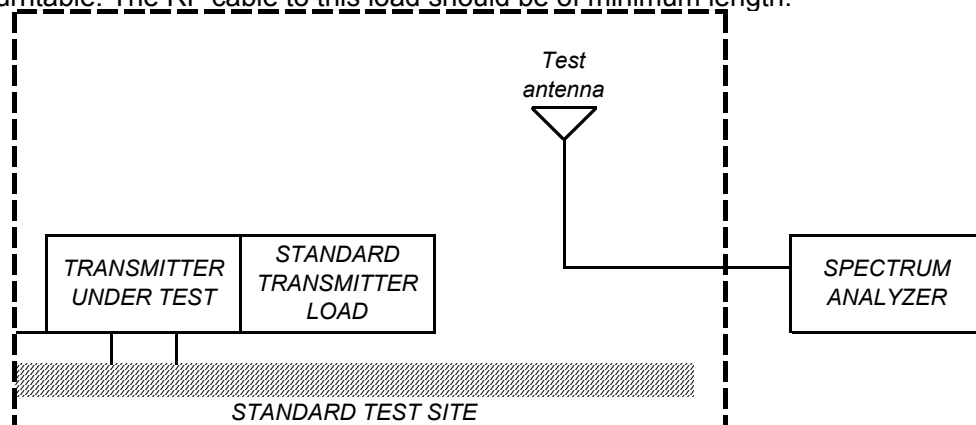 turntable. The RF cable to this load should be of minimum length.
Test
antenna
TRANSMITTER
UNDER TEST
STANDARD
TRANSMITTER
LOAD
SPECTRUM
ANALYZER
STANDARD TEST SITE